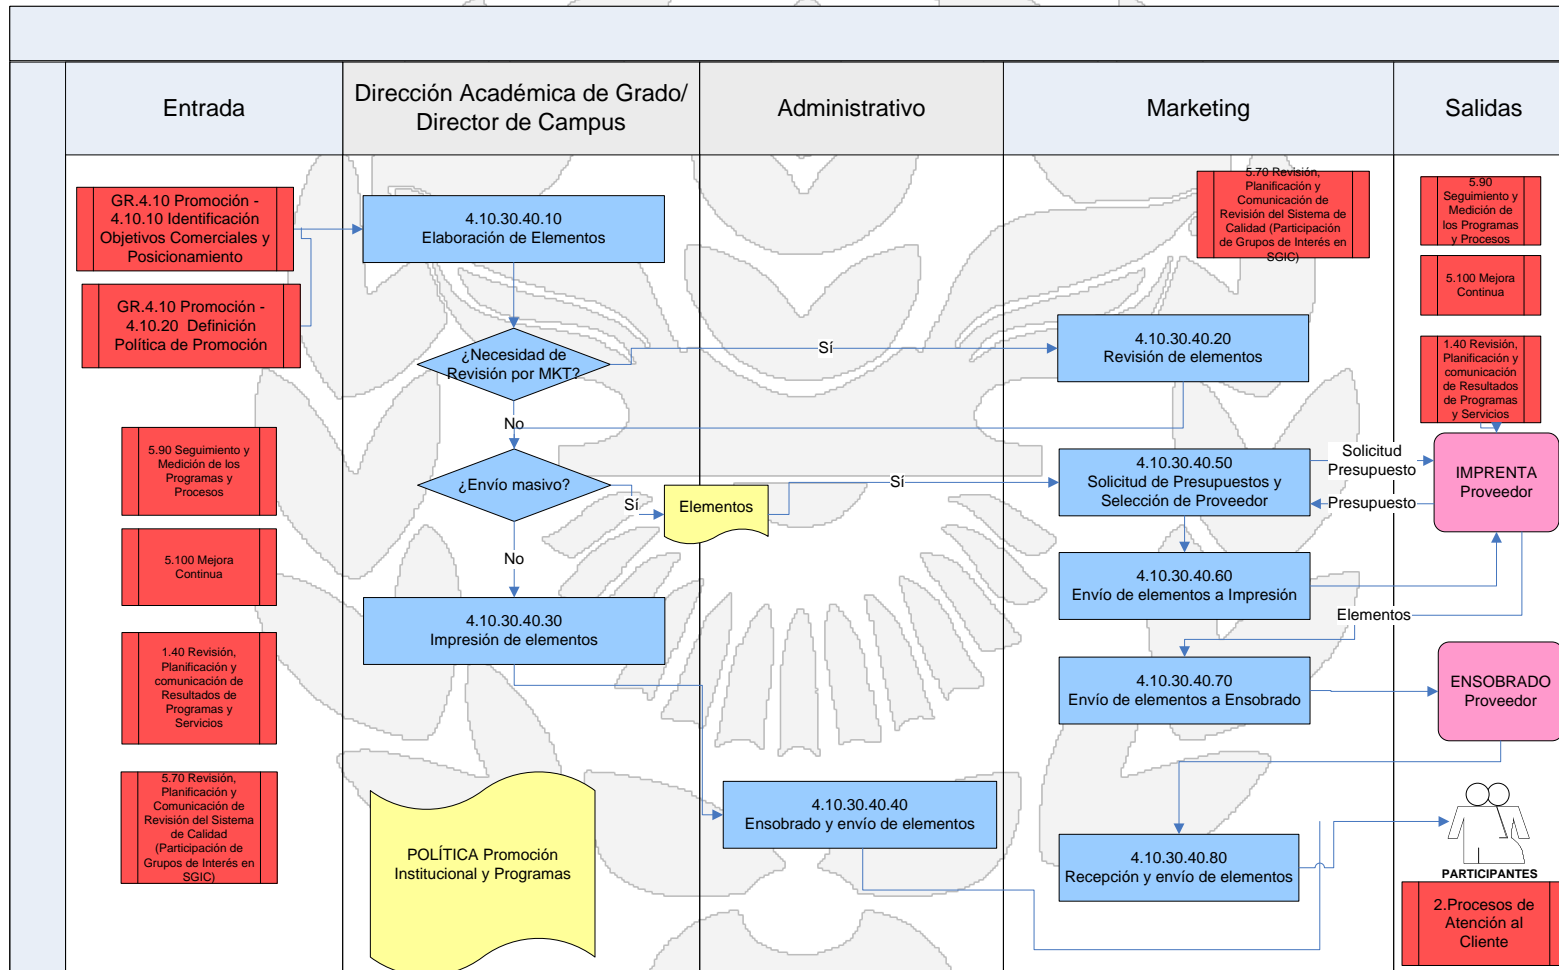 Entrada
Dirección Académica de Grado/
Director de Campus
Administrativo
Marketing
Salidas
GR.4.10 Promoción -
4.10.10 Identificación
Objetivos Comerciales y
Posicionamiento
GR.4.10 Promoción -
4.10.20 Definición
Política de Promoción
5.90 Seguimiento y
Medición de los
Programas y
Procesos
5.100 Mejora
Continua
1.40 Revisión,
Planificación y
comunicación de
Resultados de
Programas y
Servicios
5.70 Revisión,
Planificación y
Comunicación de
Revisión del Sistema
de Calidad
(Participación de
Grupos de Interés en
SGIC)
4.10.30.40.10
Elaboración de Elementos
¿Necesidad de
Revisión por MKT?
Sí
No
¿Envío masivo?
Sí
No
4.10.30.40.30
Impresión de elementos
POLÍTICA Promoción
Institucional y Programas
Elementos
Sí
4.10.30.40.40
Ensobrado y envío de elementos
5.70 Revisión,
Planificación y
Comunicación de
Revisión del Sistema de
Calidad (Participación
de Grupos de Interés en
SGIC)
4.10.30.40.20
Revisión de elementos
4.10.30.40.50
Solicitud de Presupuestos y
Selección de Proveedor
Solicitud
Presupuesto
Presupuesto
4.10.30.40.60
Envío de elementos a Impresión
Elementos
4.10.30.40.70
Envío de elementos a Ensobrado
4.10.30.40.80
Recepción y envío de elementos
5.90
Seguimiento y
Medición de
los Programas
y Procesos
5.100 Mejora
Continua
1.40 Revisión,
Planificación y
comunicación
de Resultados
de Programas
y Servicios
IMPRENTA
Proveedor
ENSOBRADO
Proveedor
PARTICIPANTES
2.Procesos de
Atención al
Cliente